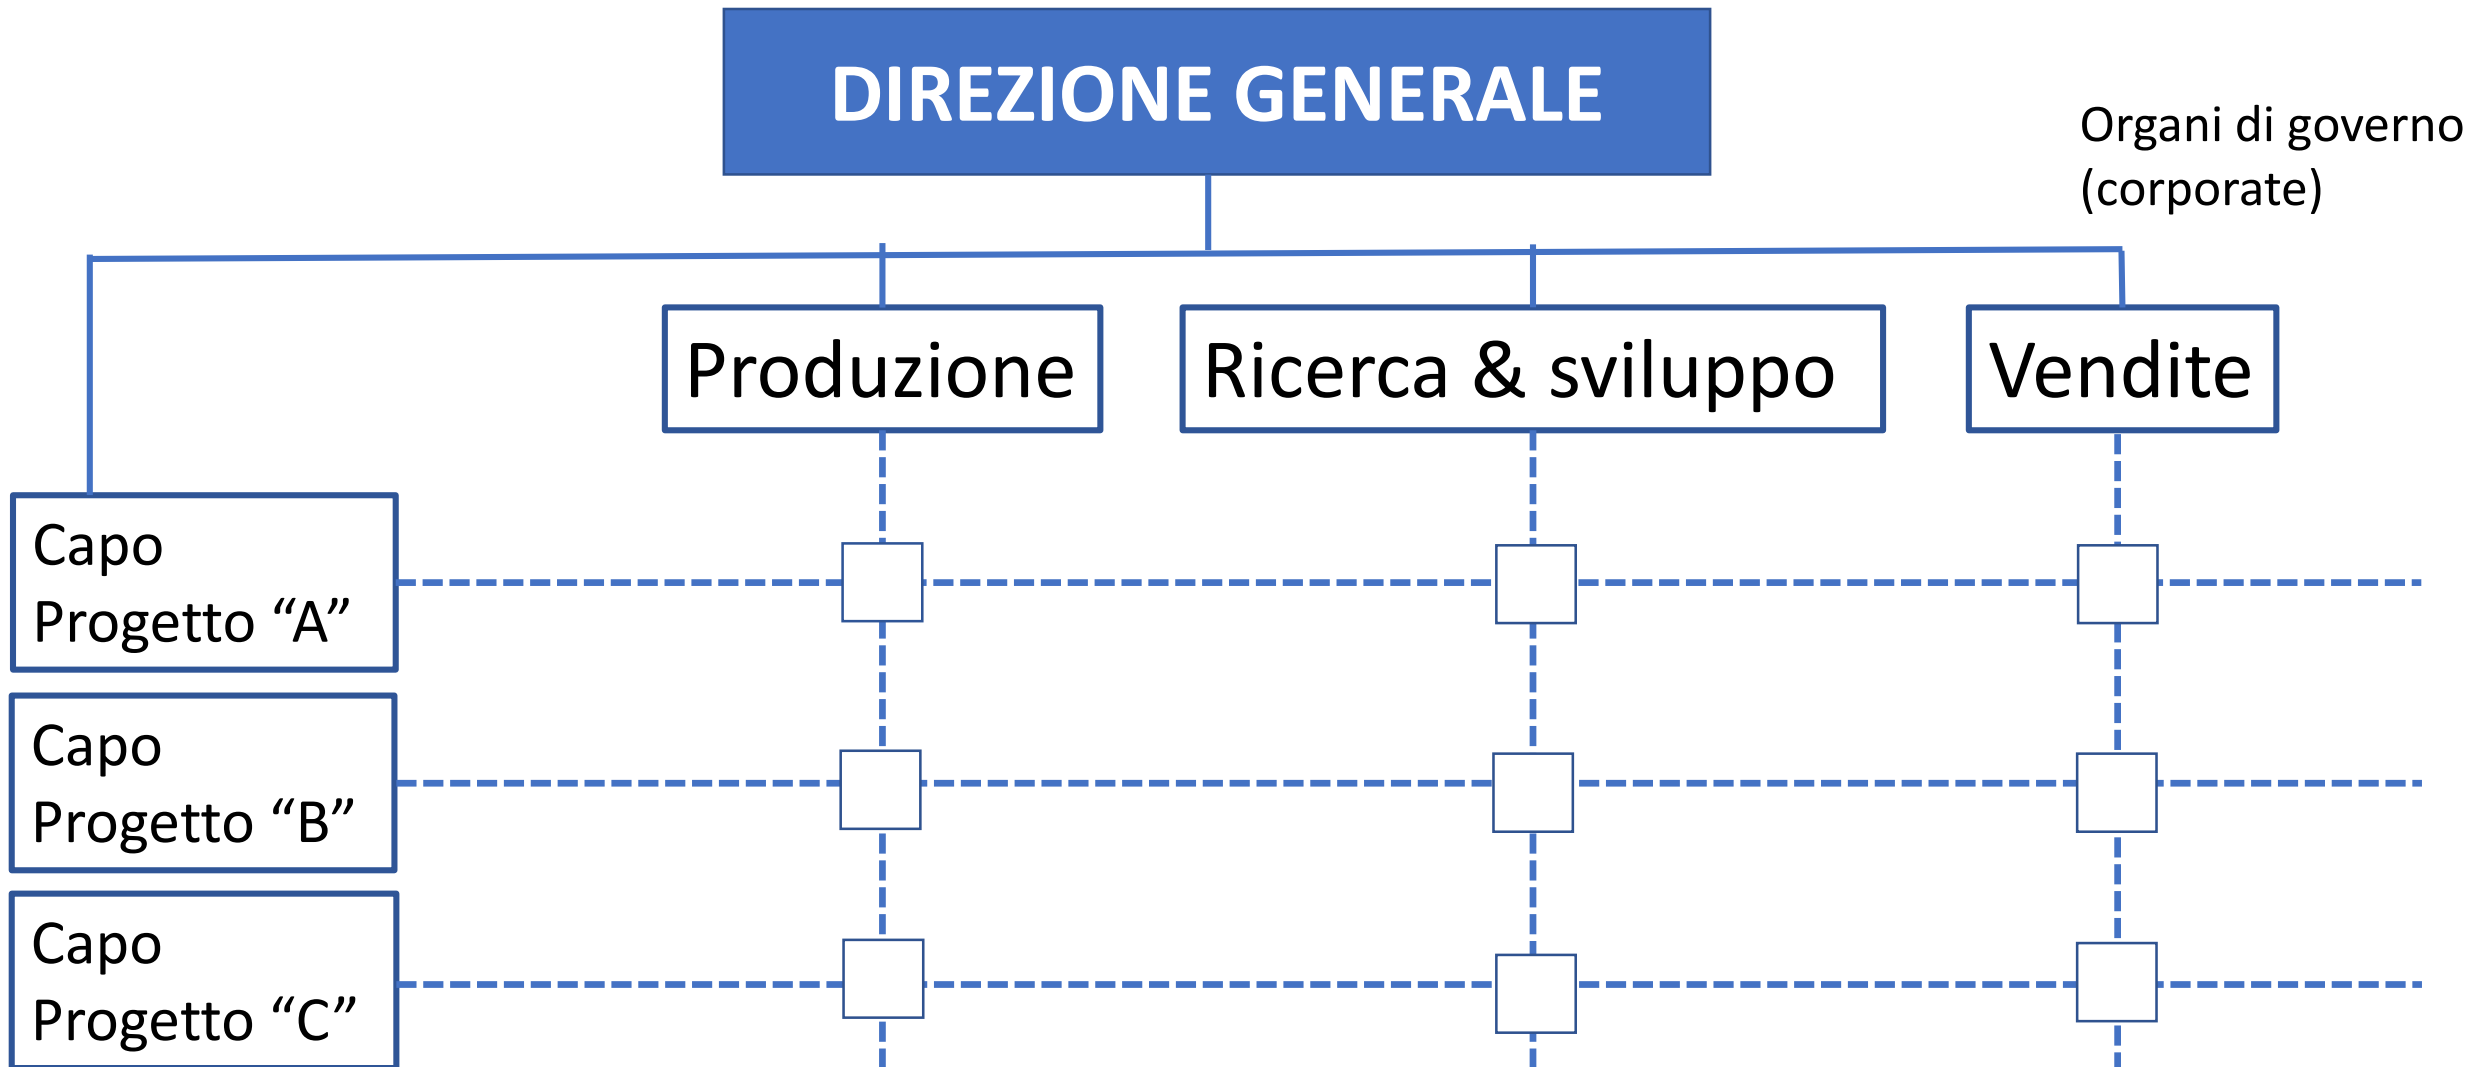 DIREZIONE GENERALE
Organi di governo
(corporate)
Produzione
Ricerca & sviluppo
Vendite
Capo
Progetto “A”
Capo
Progetto “B”
Capo
Progetto “C”